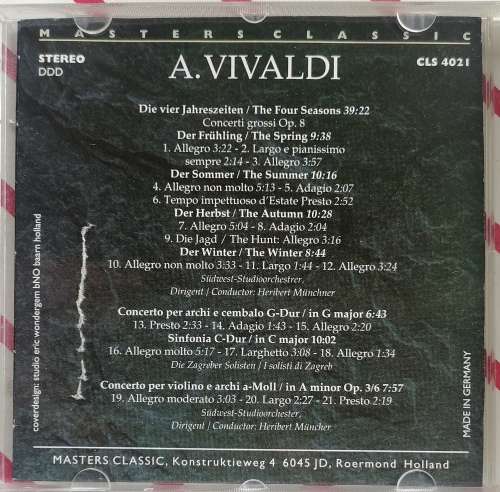 MASTERS CLASSIC
STEREO
DDD
A. VIVALDI
CLS 4021
Die vier Jahreszeiten / The Four Seasons 39:22
Concerti grossi Op. 8
Der Frühling / The Spring 9:38
1. Allegro 3:22 - 2. Largo e pianissimo
sempre 2:14 - 3. Allegro 3:57
Der Sommer / The Summer 10:16
4. Allegro non molto 5:13 - 5. Adagio 2:07
6. Tempo impettuoso d'Estate Presto 2:52
Der Herbst / The Autumn 10:28
7. Allegro 5:04 - 8. Adagio 2:04
9. Die Jagd / The Hunt: Allegro 3:16
Der Winter / The Winter 8:44
10. Allegro non molto 3:33 - 11. Largo 1:44 - 12. Allegro 3:24
Südwest-Studioorchestrer,
Dirigent / Conductor: Heribert Münchner
Concerto per archi e cembalo G-Dur / in G major 6:43
13. Presto 2:33 - 14. Adagio 1:43 - 15. Allegro 2:20
Sinfonia C-Dur / in C major 10:02
16. Allegro molto 5:17 - 17. Larghetto 3:08 - 18. Allegro 1:34
Die Zagreber Solisten / I solisti di Zagreb
Concerto per violino e archi a-Moll / in A minor Op. 3/6 7:57
19. Allegro moderato 3:03 - 20. Largo 2:27 - 21. Presto 2:19
Südwest-Studioorchester,
Dirigent / Conductor: Heribert Müncher
coverdesign: studio eric wondergem bNO baarn holland
MADE IN GERMANY
MASTERS CLASSIC, Konstruktieweg 4 6045 JD, Roermond Holland